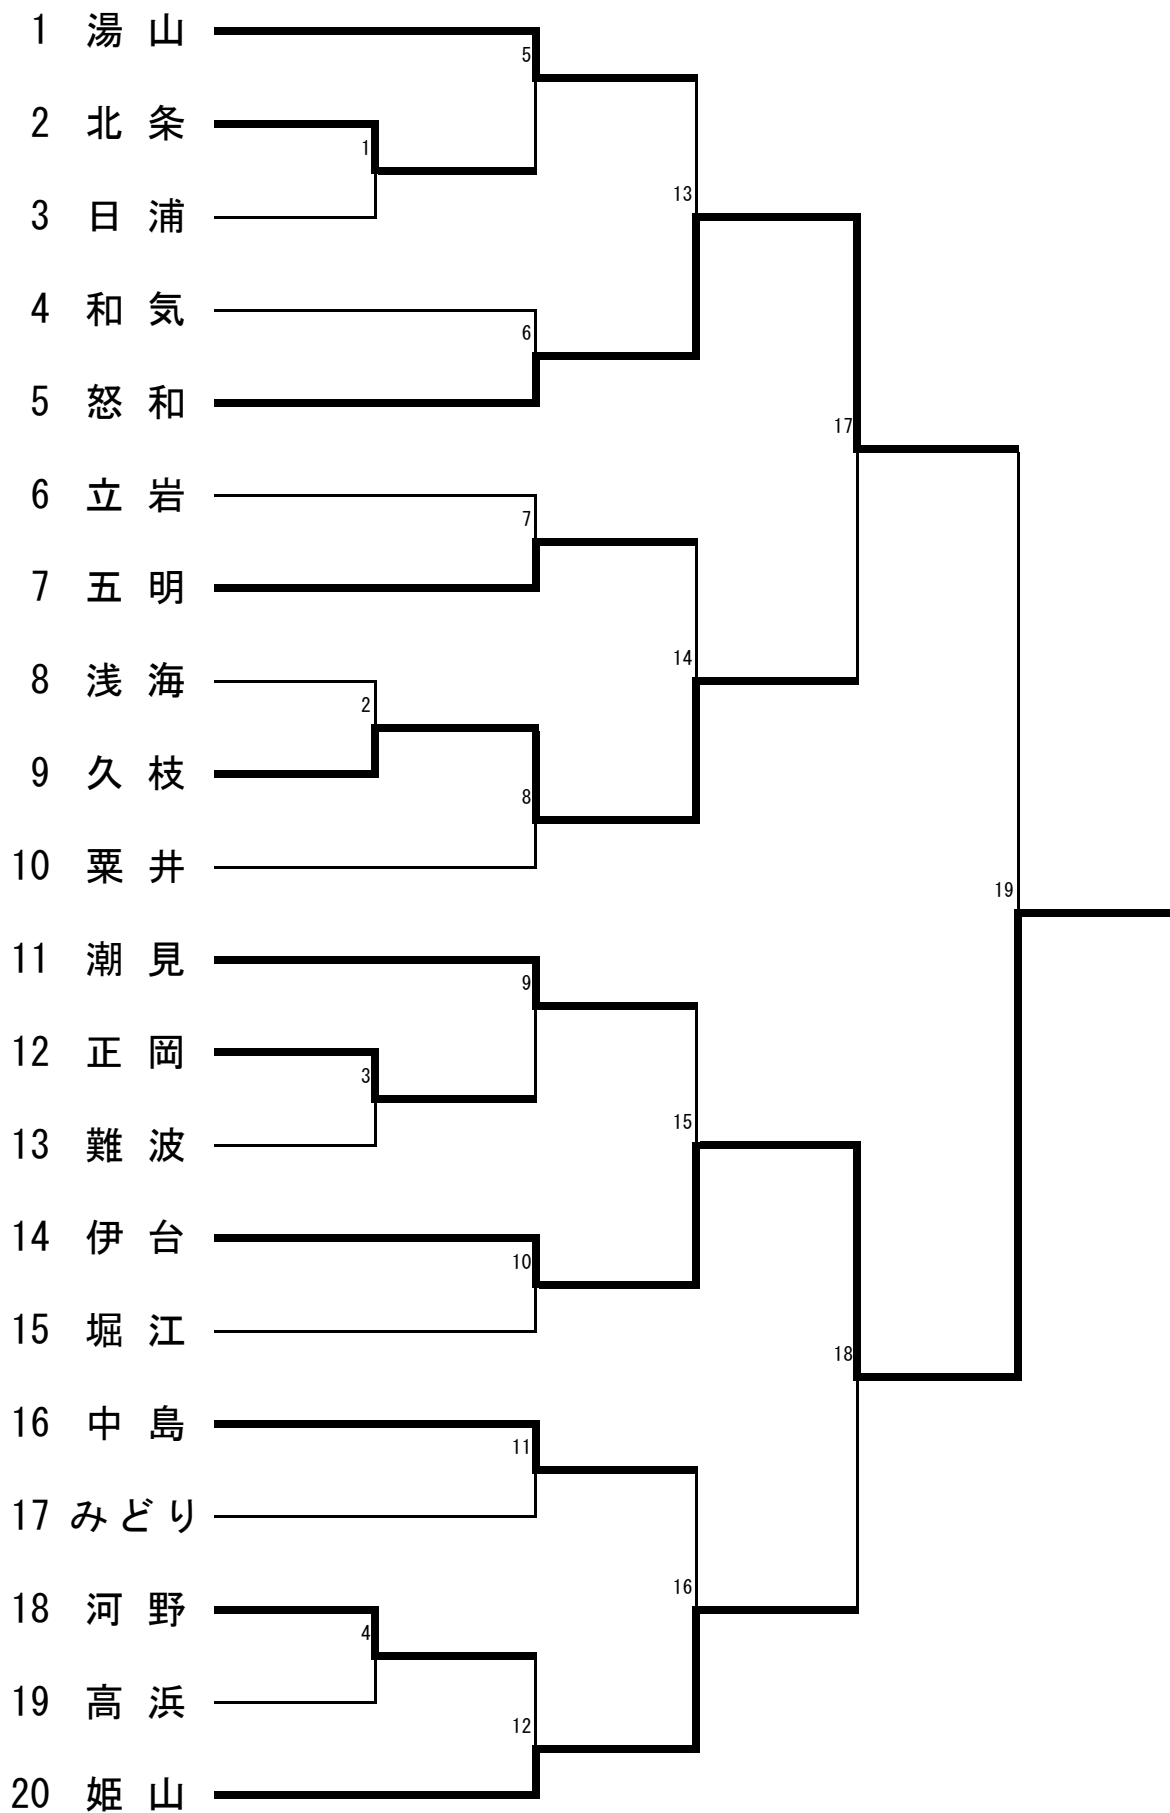 1 湯 山
5
2 北 条
1
13
3 日 浦
4 和 気
6
5 怒 和
17
6 立 岩
7
7 五 明
14
8 浅 海
2
9 久 枝
8
10 粟 井
19
11 潮 見
9
12 正 岡
3
15
13 難 波
14 伊 台
10
15 堀 江
18
16 中 島
11
17 みどり
16
18 河 野
4
19 高 浜
12
20 姫 山